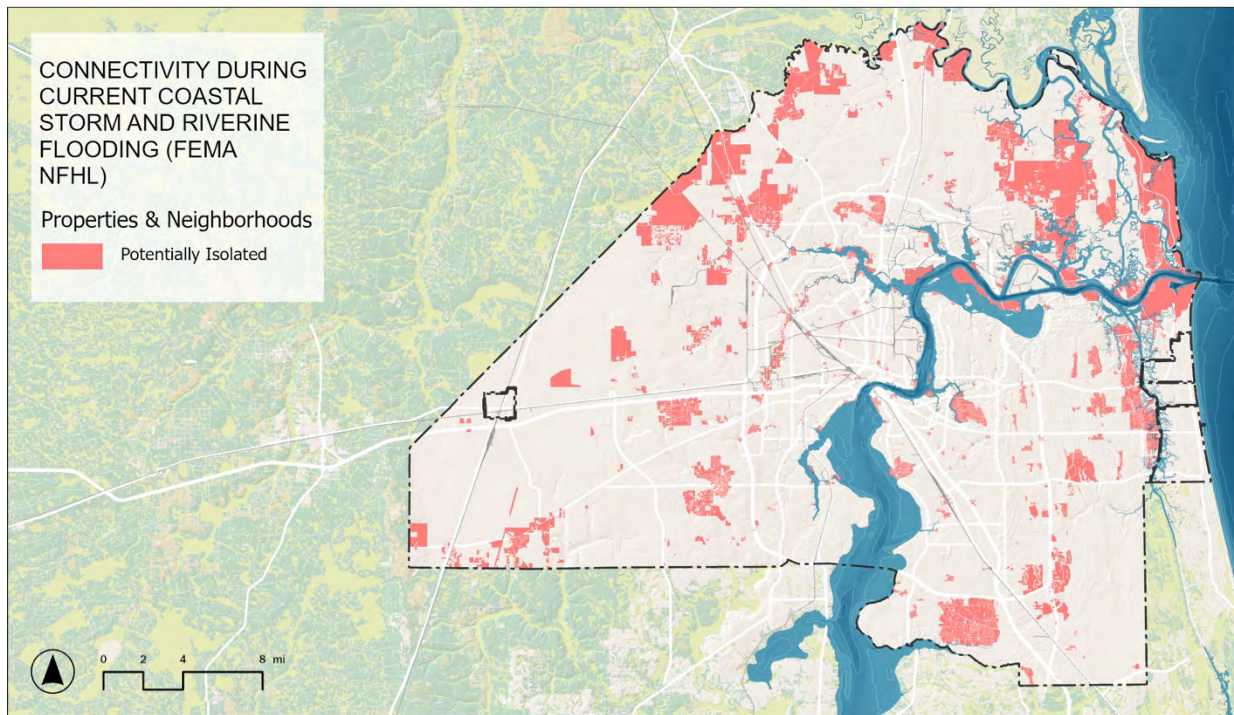 CONNECTIVITY DURING
CURRENT COASTAL
STORM AND RIVERINE
FLOODING (FEMA
NFHL)
Properties & Neighborhoods
Potentially Isolated
0 2 4 8 mi